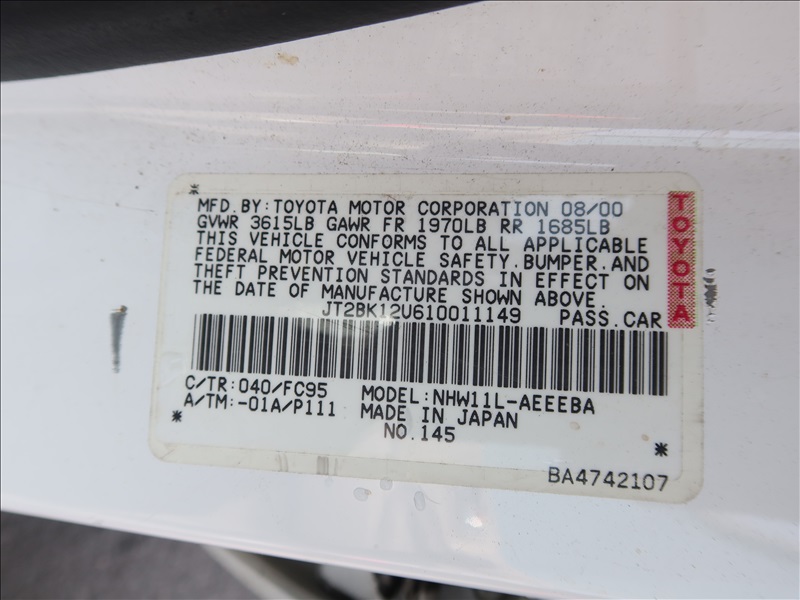 MFD. BY: TOYOTA MOTOR CORPORATION 08/00
GVWR 3615LB GAWR FR 1970LB RR 1685LB
THIS VEHICLE CONFORMS TO ALL APPLICABLE
FEDERAL MOTOR VEHICLE SAFETY. BUMPER. AND
THEFT PREVENTION STANDARDS IN EFFECT ON
THE DATE OF MANUFACTURE SHOWN ABOVE.
JT2BK12U610011149 PASS. CAR
TOYOTA
C/TR: 040/FC95 MODEL: NHW11L-AEEEBA
A/TM: -01A/P111 MADE IN JAPAN
NO. 145
BA4742107